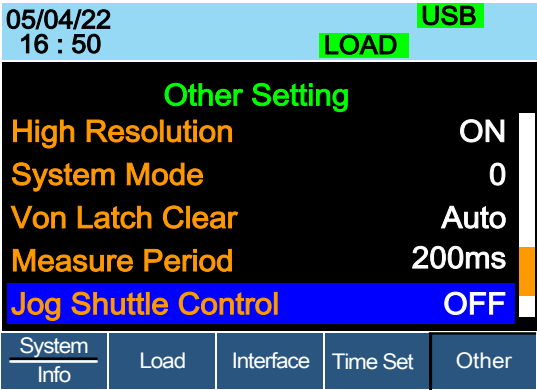 05/04/22 USB
16 : 50 LOAD
Other Setting
High Resolution ON
System Mode 0
Von Latch Clear Auto
Measure Period 200ms
Jog Shuttle Control OFF
System Info Load Interface Time Set Other